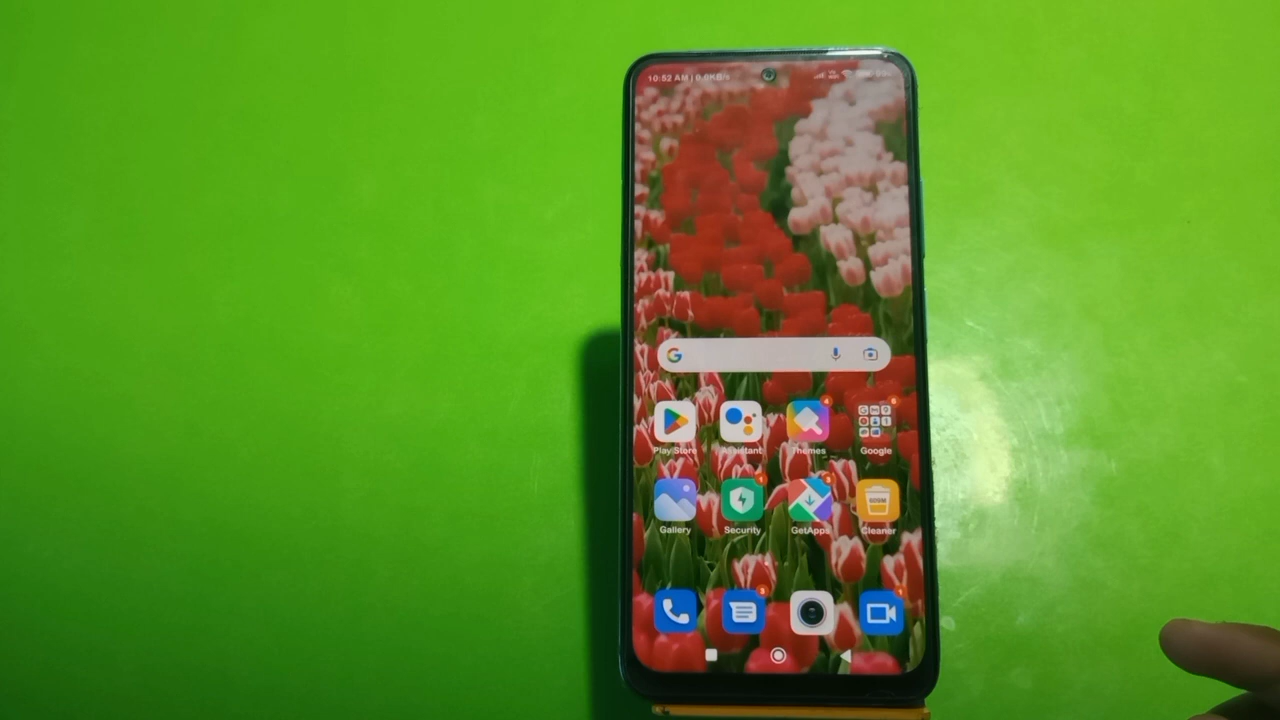 10:52 AM | 0.0KB/s
Play Store Assistant Themes Google
Gallery Security GetApps Cleaner